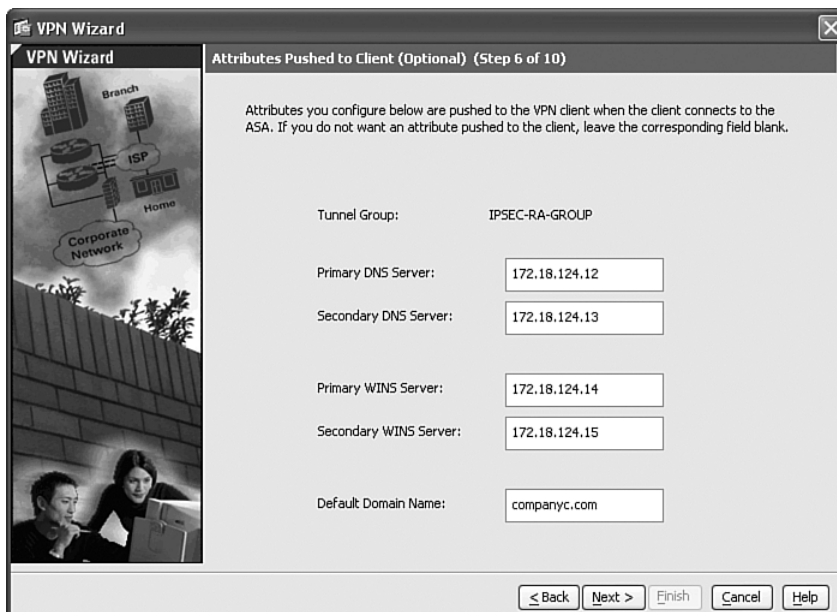 VPN Wizard
VPN Wizard
Attributes Pushed to Client (Optional) (Step 6 of 10)
Branch
ISP
Home
Corporate
Network
Attributes you configure below are pushed to the VPN client when the client connects to the
ASA. If you do not want an attribute pushed to the client, leave the corresponding field blank.
Tunnel Group: IPSEC-RA-GROUP
Primary DNS Server: 172.18.124.12
Secondary DNS Server: 172.18.124.13
Primary WINS Server: 172.18.124.14
Secondary WINS Server: 172.18.124.15
Default Domain Name: companyc.com
< Back Next > Finish Cancel Help